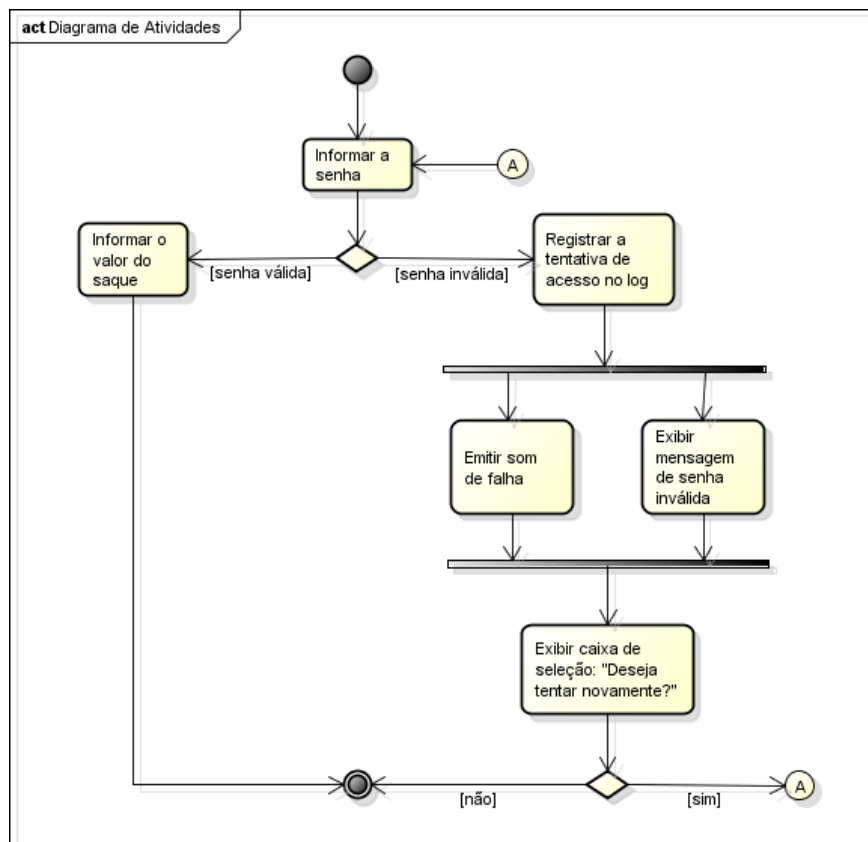 act Diagrama de Atividades
Informar a
senha
A
Informar o
valor do
saque
[senha válida]
[senha inválida]
Registrar a
tentativa de
acesso no log
Emitir som
de falha
Exibir
mensagem
de senha
inválida
Exibir caixa de
seleção: "Deseja
tentar novamente?"
[não]
[sim]
A